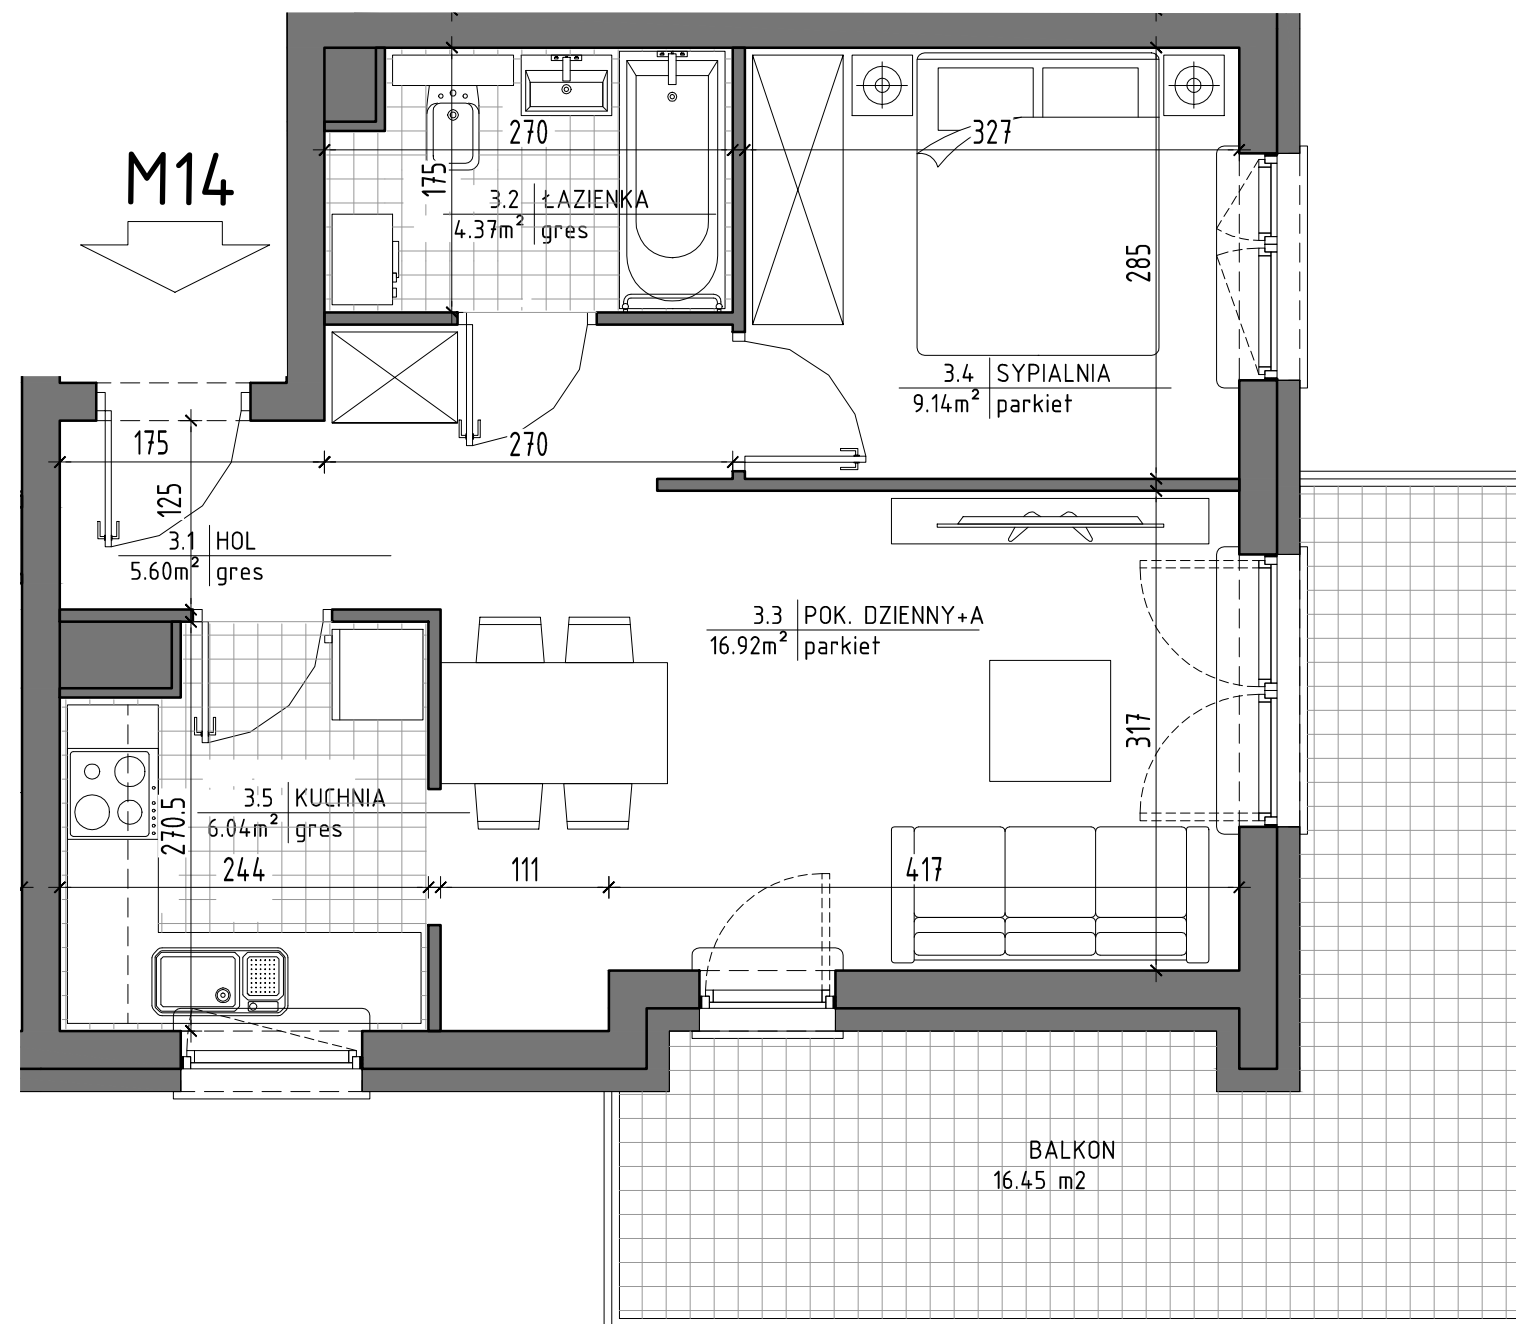 M14
270
327
175
3.2 ŁAZIENKA
4.37m² gres
285
3.4 SYPIALNIA
9.14m² parkiet
175
270
125
3.1 HOL
5.60m² gres
3.3 POK. DZIENNY+A
16.92m² parkiet
317
3.5 KUCHNIA
6.04m² gres
270.5
244
111
417
BALKON
16.45 m2